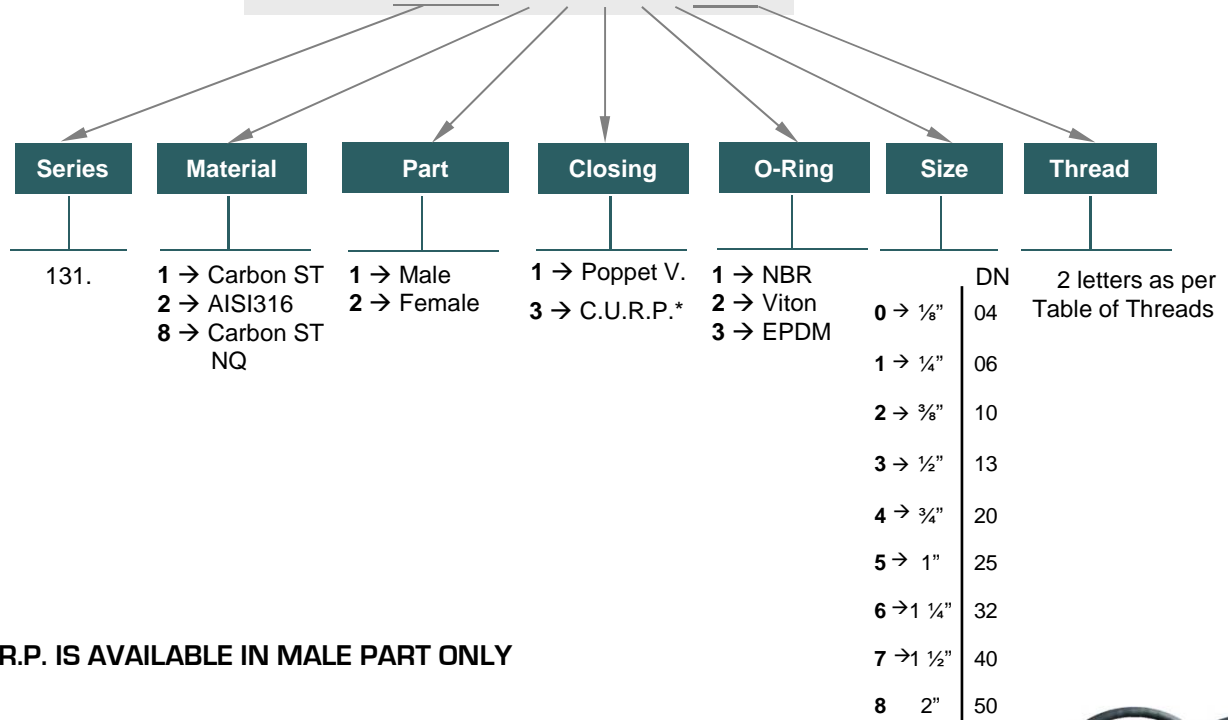 Series Material Part Closing O-Ring Size Thread
131.
1 → Carbon ST
2 → AISI316
8 → Carbon ST
NQ
1 → Male
2 → Female
1 → Poppet V.
3 → C.U.R.P.*
1 → NBR
2 → Viton
3 → EPDM
DN
0 → ⅛” 04
1 → ¼” 06
2 → ⅜” 10
3 → ½” 13
4 → ¾” 20
5 → 1” 25
6 → 1 ¼” 32
7 → 1 ½” 40
8 2” 50
2 letters as per
Table of Threads
R.P. IS AVAILABLE IN MALE PART ONLY